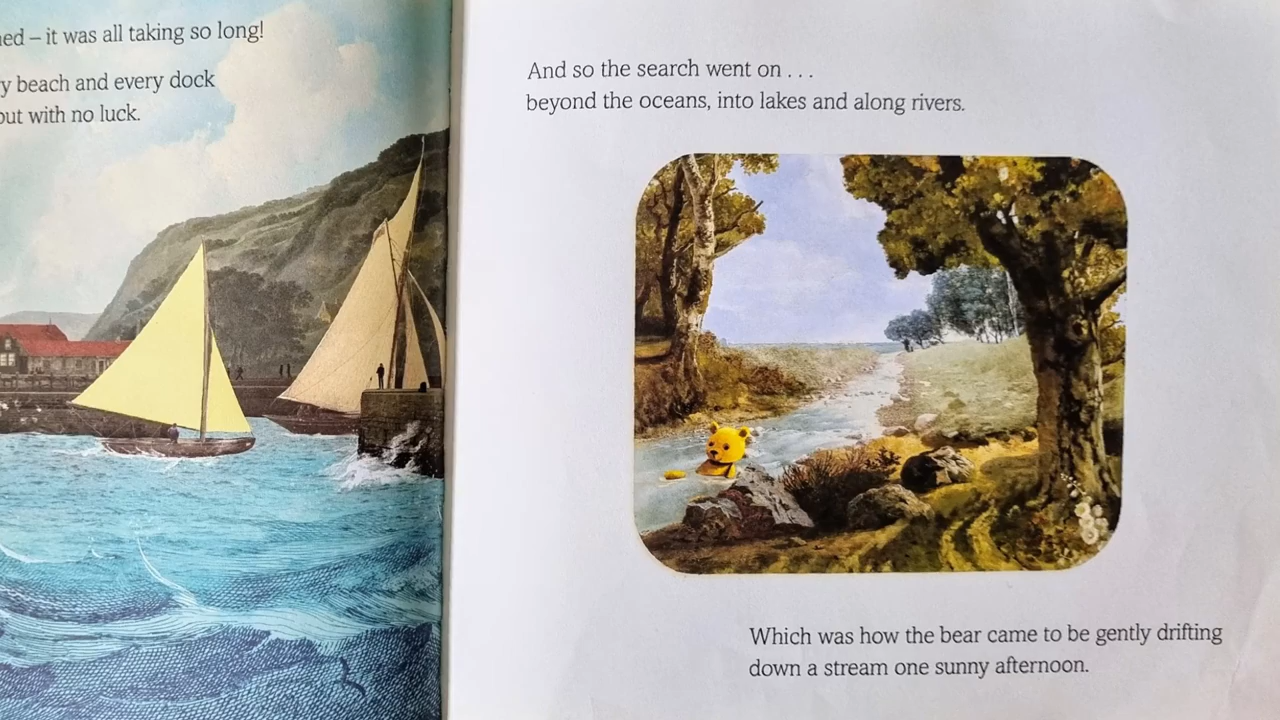 – it was all taking so long!
beach and every dock
with no luck.
And so the search went on . . .
beyond the oceans, into lakes and along rivers.
Which was how the bear came to be gently drifting
down a stream one sunny afternoon.